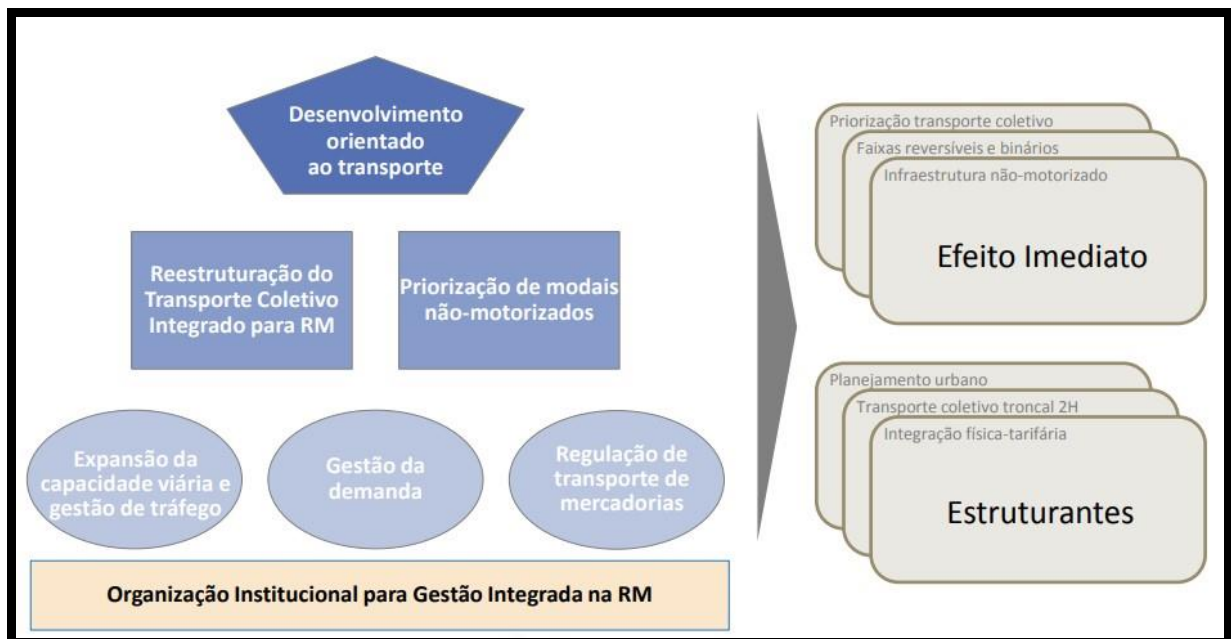 Desenvolvimento
orientado
ao transporte
Reestruturação do
Transporte Coletivo
Integrado para RM
Priorização de modais
não-motorizados
Expansão da
capacidade viária e
gestão de tráfego
Gestão da
demanda
Regulação de
transporte de
mercadorias
Organização Institucional para Gestão Integrada na RM
Priorização transporte coletivo
Faixas reversíveis e binários
Infraestrutura não-motorizado
Efeito Imediato
Planejamento urbano
Transporte coletivo troncal 2H
Integração física-tarifária
Estruturantes